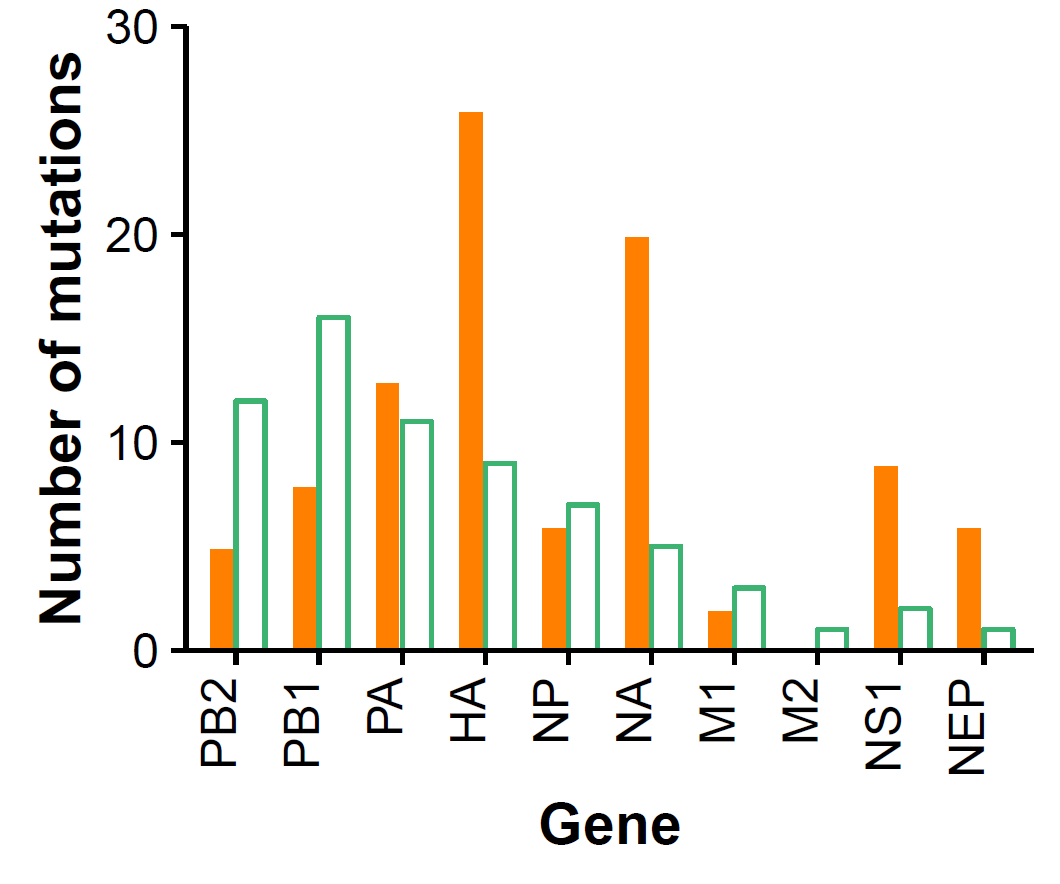 Number of mutations
30
20
10
0
PB2
PB1
PA
HA
NP
NA
M1
M2
NS1
NEP
Gene